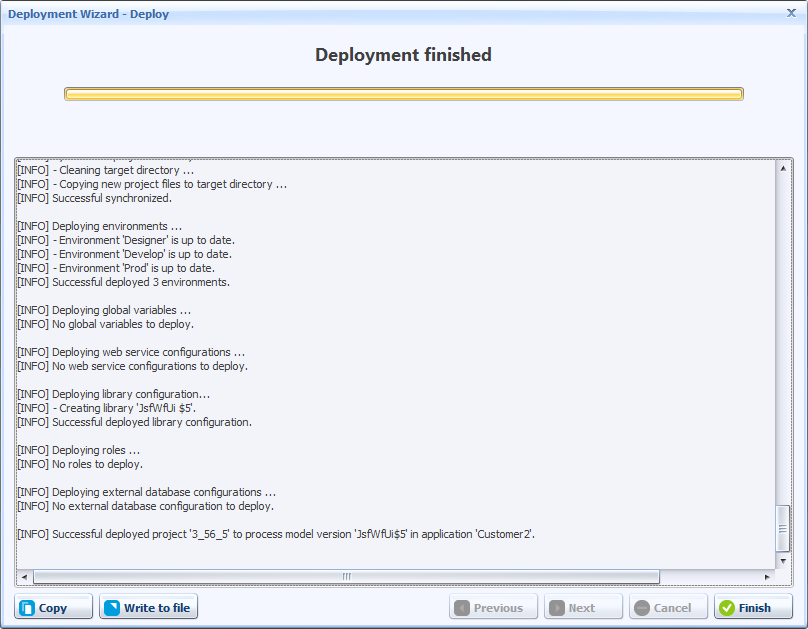 Deployment Wizard - Deploy
Deployment finished
[INFO] - Cleaning target directory ...
[INFO] - Copying new project files to target directory ...
[INFO] Successful synchronized.
[INFO] Deploying environments ...
[INFO] - Environment 'Designer' is up to date.
[INFO] - Environment 'Develop' is up to date.
[INFO] - Environment 'Prod' is up to date.
[INFO] Successful deployed 3 environments.
[INFO] Deploying global variables ...
[INFO] No global variables to deploy.
[INFO] Deploying web service configurations ...
[INFO] No web service configurations to deploy.
[INFO] Deploying library configuration...
[INFO] - Creating library 'JsfWfUi $5'.
[INFO] Successful deployed library configuration.
[INFO] Deploying roles ...
[INFO] No roles to deploy.
[INFO] Deploying external database configurations ...
[INFO] No external database configuration to deploy.
[INFO] Successful deployed project '3_56_5' to process model version 'JsfWfUi$5' in application 'Customer2'.
Copy Write to file Previous Next Cancel Finish